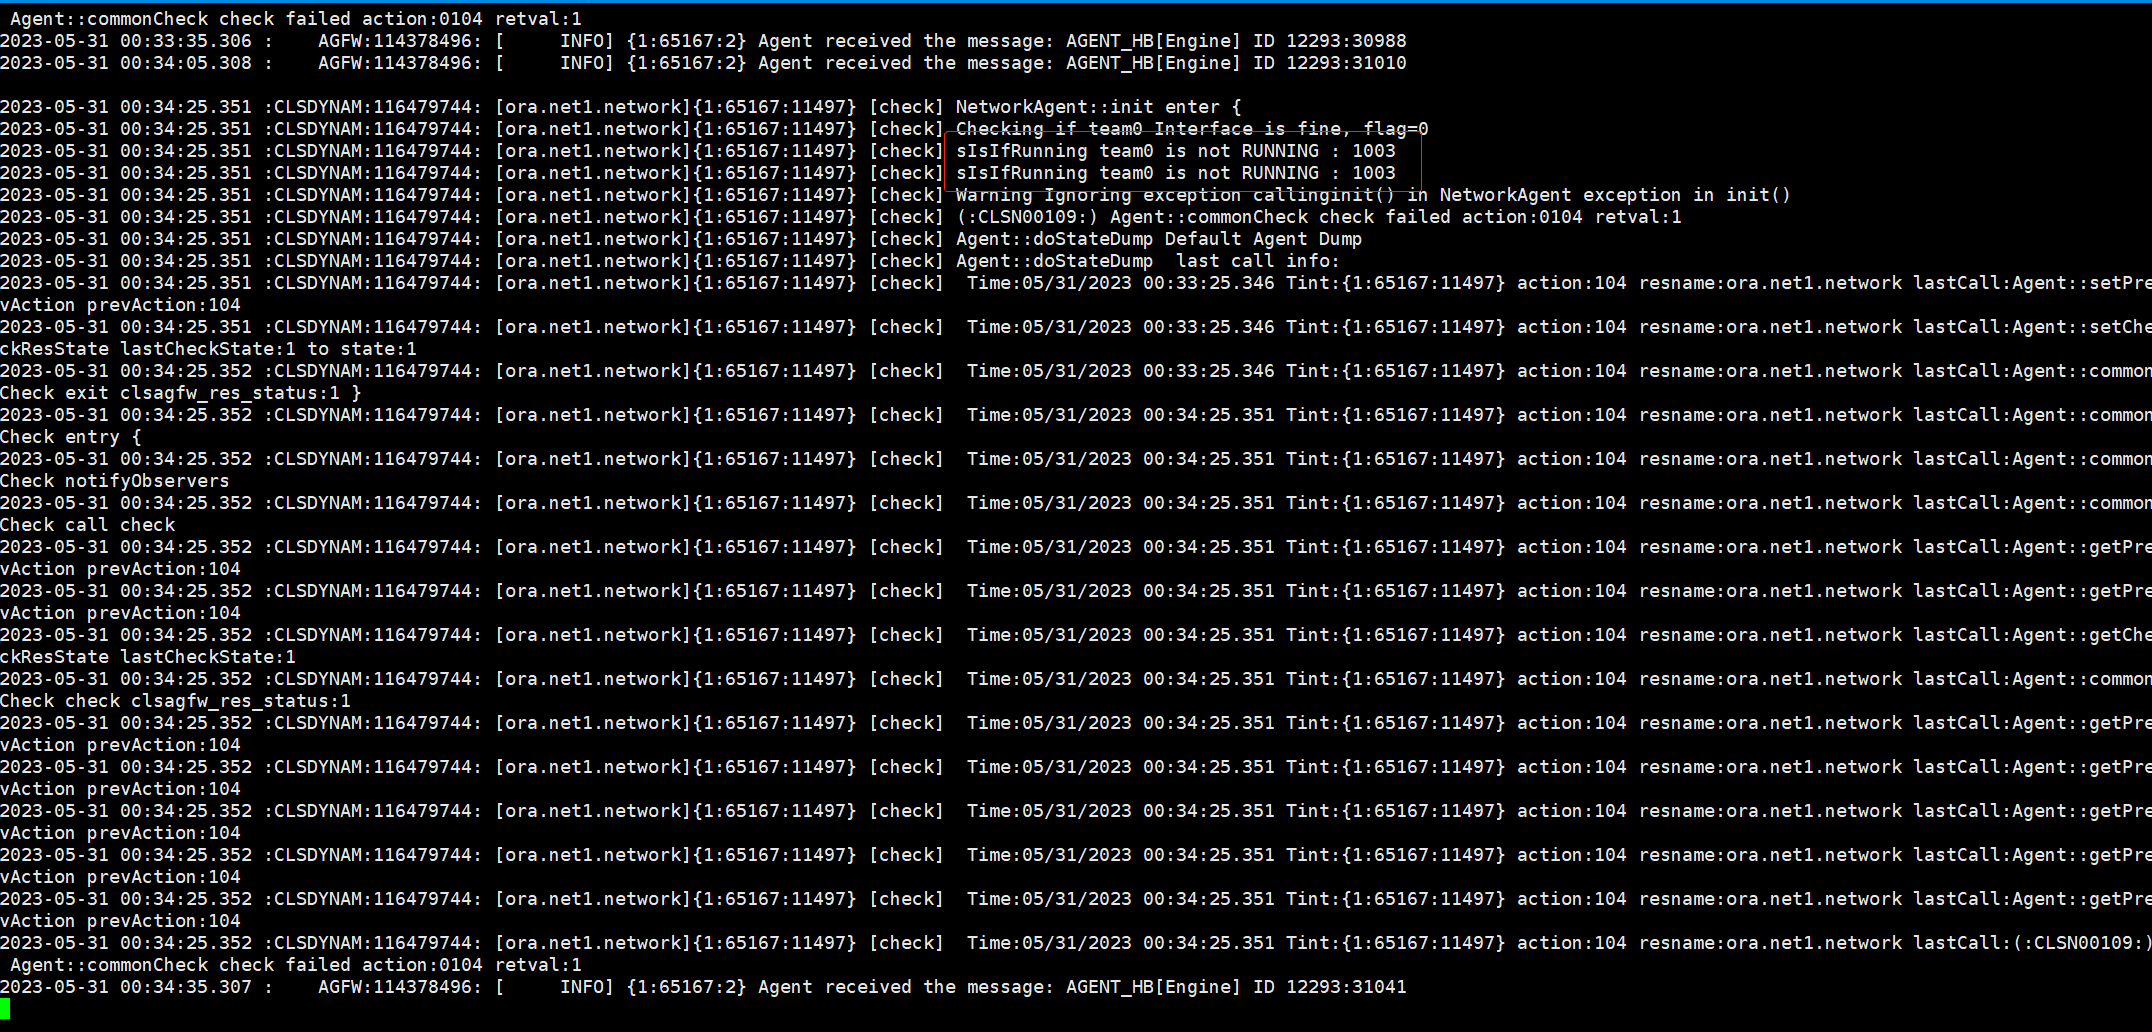 Agent::commonCheck check failed action:0104 retval:1
2023-05-31 00:33:35.306 :    AGFW:114378496: [     INFO] {1:65167:2} Agent received the message: AGENT_HB[Engine] ID 12293:30988
2023-05-31 00:34:05.308 :    AGFW:114378496: [     INFO] {1:65167:2} Agent received the message: AGENT_HB[Engine] ID 12293:31010
2023-05-31 00:34:25.351 :CLSDYNAM:116479744: [ora.net1.network]{1:65167:11497} [check] NetworkAgent::init enter {
2023-05-31 00:34:25.351 :CLSDYNAM:116479744: [ora.net1.network]{1:65167:11497} [check] Checking if team0 Interface is fine, flag=0
2023-05-31 00:34:25.351 :CLSDYNAM:116479744: [ora.net1.network]{1:65167:11497} [check] sIsIfRunning team0 is not RUNNING : 1003
2023-05-31 00:34:25.351 :CLSDYNAM:116479744: [ora.net1.network]{1:65167:11497} [check] sIsIfRunning team0 is not RUNNING : 1003
2023-05-31 00:34:25.351 :CLSDYNAM:116479744: [ora.net1.network]{1:65167:11497} [check] Warning Ignoring exception callinginit() in NetworkAgent exception in init()
2023-05-31 00:34:25.351 :CLSDYNAM:116479744: [ora.net1.network]{1:65167:11497} [check] (:CLSN00109:) Agent::commonCheck check failed action:0104 retval:1
2023-05-31 00:34:25.351 :CLSDYNAM:116479744: [ora.net1.network]{1:65167:11497} [check] Agent::doStateDump Default Agent Dump
2023-05-31 00:34:25.351 :CLSDYNAM:116479744: [ora.net1.network]{1:65167:11497} [check] Agent::doStateDump  last call info:
2023-05-31 00:34:25.351 :CLSDYNAM:116479744: [ora.net1.network]{1:65167:11497} [check]  Time:05/31/2023 00:33:25.346 Tint:{1:65167:11497} action:104 resname:ora.net1.network lastCall:Agent::setPre
vAction prevAction:104
2023-05-31 00:34:25.351 :CLSDYNAM:116479744: [ora.net1.network]{1:65167:11497} [check]  Time:05/31/2023 00:33:25.346 Tint:{1:65167:11497} action:104 resname:ora.net1.network lastCall:Agent::setChe
ckResState lastCheckState:1 to state:1
2023-05-31 00:34:25.352 :CLSDYNAM:116479744: [ora.net1.network]{1:65167:11497} [check]  Time:05/31/2023 00:33:25.346 Tint:{1:65167:11497} action:104 resname:ora.net1.network lastCall:Agent::common
Check exit clsagfw_res_status:1 }
2023-05-31 00:34:25.352 :CLSDYNAM:116479744: [ora.net1.network]{1:65167:11497} [check]  Time:05/31/2023 00:34:25.351 Tint:{1:65167:11497} action:104 resname:ora.net1.network lastCall:Agent::common
Check entry {
2023-05-31 00:34:25.352 :CLSDYNAM:116479744: [ora.net1.network]{1:65167:11497} [check]  Time:05/31/2023 00:34:25.351 Tint:{1:65167:11497} action:104 resname:ora.net1.network lastCall:Agent::common
Check notifyObservers
2023-05-31 00:34:25.352 :CLSDYNAM:116479744: [ora.net1.network]{1:65167:11497} [check]  Time:05/31/2023 00:34:25.351 Tint:{1:65167:11497} action:104 resname:ora.net1.network lastCall:Agent::common
Check call check
2023-05-31 00:34:25.352 :CLSDYNAM:116479744: [ora.net1.network]{1:65167:11497} [check]  Time:05/31/2023 00:34:25.351 Tint:{1:65167:11497} action:104 resname:ora.net1.network lastCall:Agent::getPre
vAction prevAction:104
2023-05-31 00:34:25.352 :CLSDYNAM:116479744: [ora.net1.network]{1:65167:11497} [check]  Time:05/31/2023 00:34:25.351 Tint:{1:65167:11497} action:104 resname:ora.net1.network lastCall:Agent::getPre
vAction prevAction:104
2023-05-31 00:34:25.352 :CLSDYNAM:116479744: [ora.net1.network]{1:65167:11497} [check]  Time:05/31/2023 00:34:25.351 Tint:{1:65167:11497} action:104 resname:ora.net1.network lastCall:Agent::getChe
ckResState lastCheckState:1
2023-05-31 00:34:25.352 :CLSDYNAM:116479744: [ora.net1.network]{1:65167:11497} [check]  Time:05/31/2023 00:34:25.351 Tint:{1:65167:11497} action:104 resname:ora.net1.network lastCall:Agent::common
Check check clsagfw_res_status:1
2023-05-31 00:34:25.352 :CLSDYNAM:116479744: [ora.net1.network]{1:65167:11497} [check]  Time:05/31/2023 00:34:25.351 Tint:{1:65167:11497} action:104 resname:ora.net1.network lastCall:Agent::getPre
vAction prevAction:104
2023-05-31 00:34:25.352 :CLSDYNAM:116479744: [ora.net1.network]{1:65167:11497} [check]  Time:05/31/2023 00:34:25.351 Tint:{1:65167:11497} action:104 resname:ora.net1.network lastCall:Agent::getPre
vAction prevAction:104
2023-05-31 00:34:25.352 :CLSDYNAM:116479744: [ora.net1.network]{1:65167:11497} [check]  Time:05/31/2023 00:34:25.351 Tint:{1:65167:11497} action:104 resname:ora.net1.network lastCall:Agent::getPre
vAction prevAction:104
2023-05-31 00:34:25.352 :CLSDYNAM:116479744: [ora.net1.network]{1:65167:11497} [check]  Time:05/31/2023 00:34:25.351 Tint:{1:65167:11497} action:104 resname:ora.net1.network lastCall:Agent::getPre
vAction prevAction:104
2023-05-31 00:34:25.352 :CLSDYNAM:116479744: [ora.net1.network]{1:65167:11497} [check]  Time:05/31/2023 00:34:25.351 Tint:{1:65167:11497} action:104 resname:ora.net1.network lastCall:Agent::getPre
vAction prevAction:104
2023-05-31 00:34:25.352 :CLSDYNAM:116479744: [ora.net1.network]{1:65167:11497} [check]  Time:05/31/2023 00:34:25.351 Tint:{1:65167:11497} action:104 resname:ora.net1.network lastCall:(:CLSN00109:)
 Agent::commonCheck check failed action:0104 retval:1
2023-05-31 00:34:35.307 :    AGFW:114378496: [     INFO] {1:65167:2} Agent received the message: AGENT_HB[Engine] ID 12293:31041